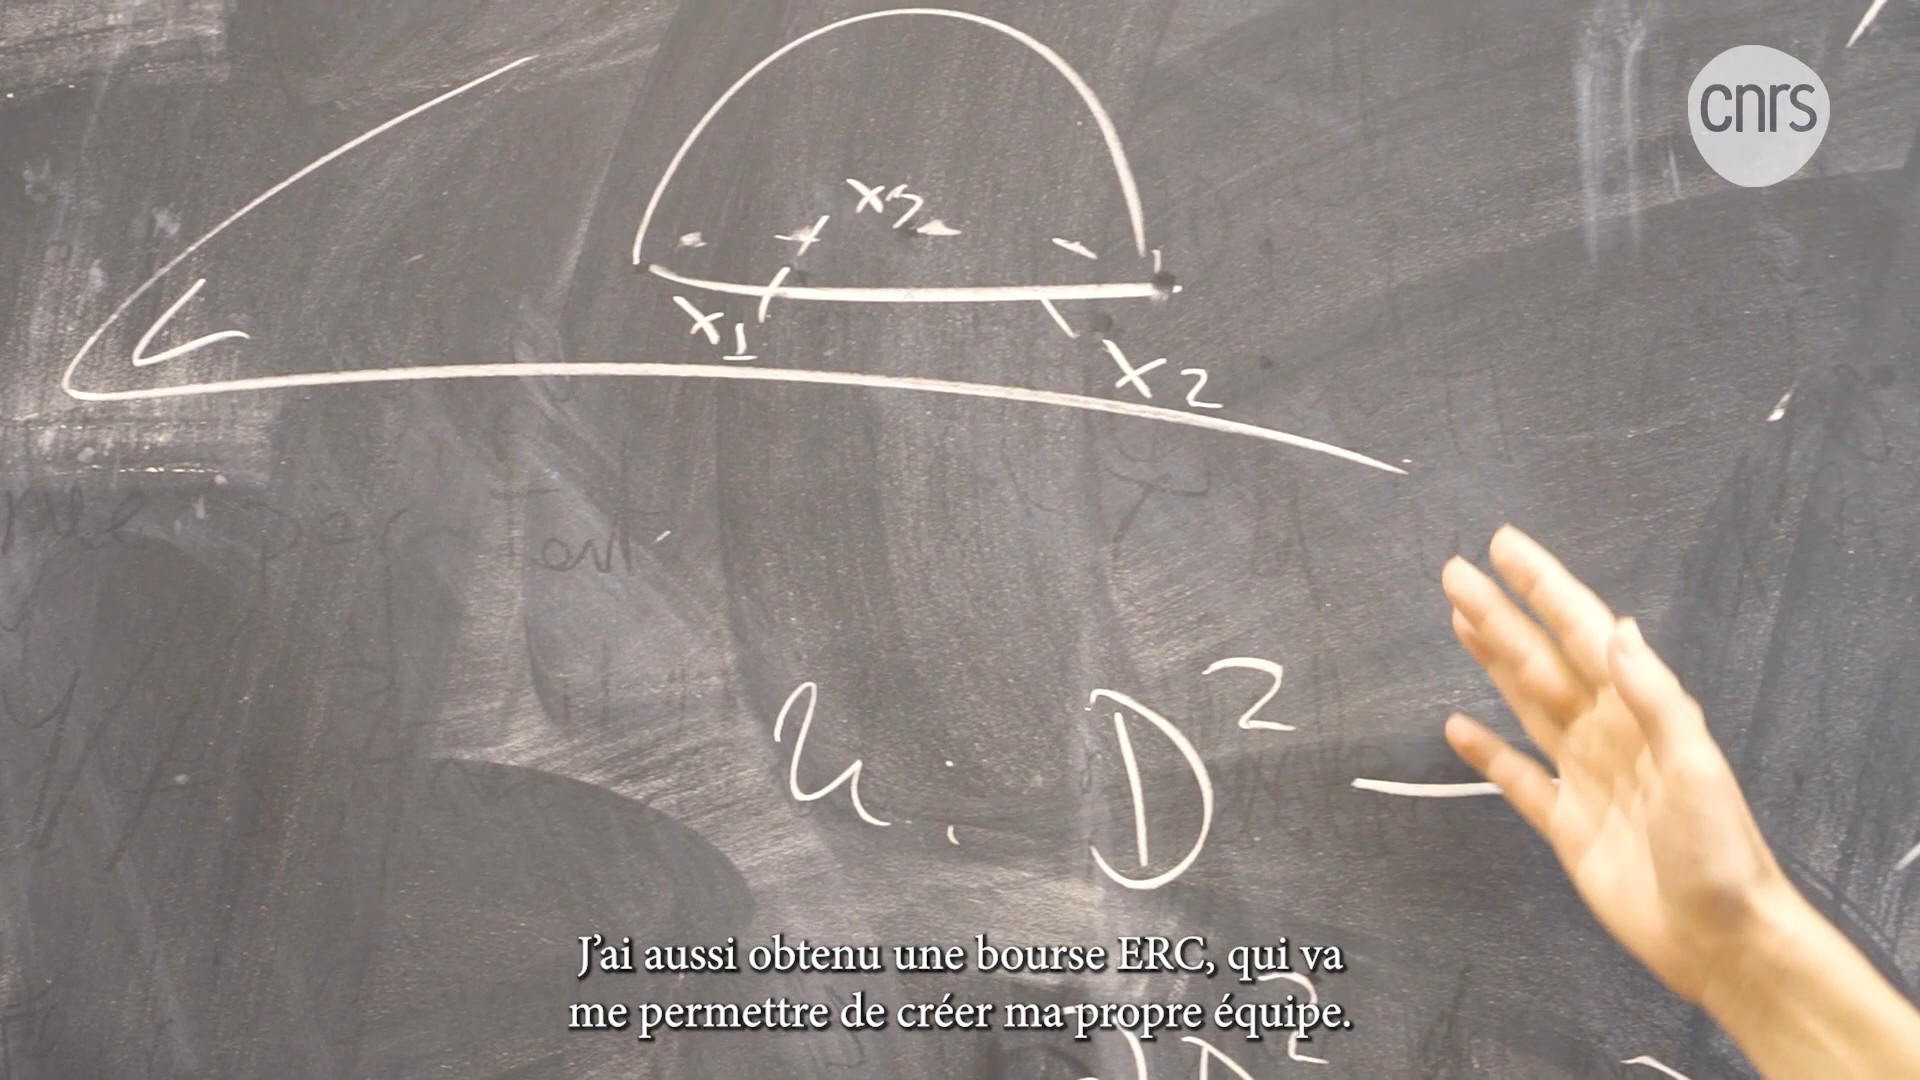 cnrs
x3
x1
x2
u : D² —
J'ai aussi obtenu une bourse ERC, qui va
me permettre de créer ma propre équipe.